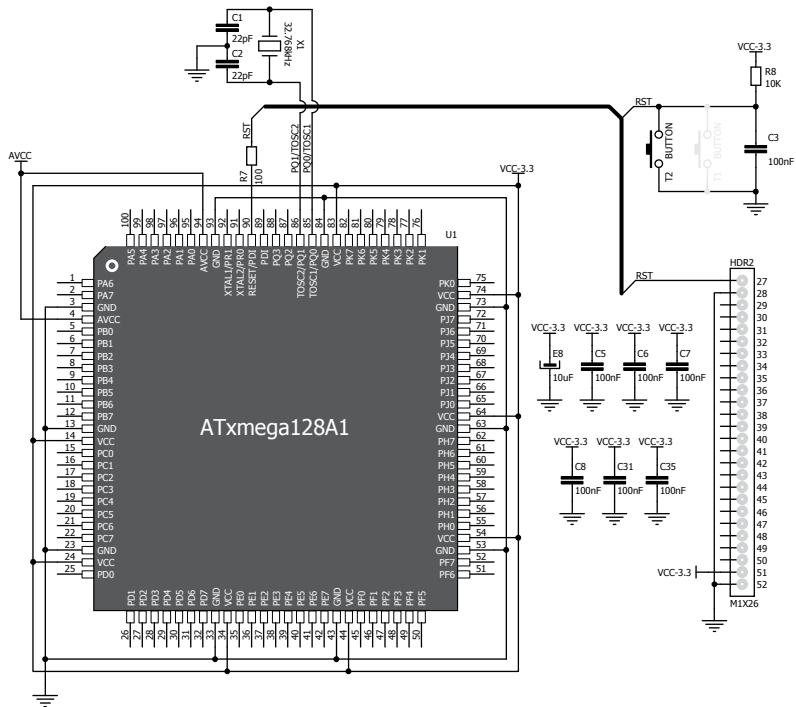 C1
22pF
C2
22pF
X1
32.768kHz
PQ1/TOSC2
PQ0/TOSC1
RST
R7
100
AVCC
VCC-3.3
RST
VCC-3.3
R8
10K
T2
BUTTON
T1
BUTTON
C3
100nF
U1
100 99 98 97 96 95 94 93 92 91 90 89 88 87 86 85 84 83 82 81 80 79 78 77 76
PA5 PA4 PA3 PA2 PA1 PA0 AVCC GND XTAL1/PR1 XTAL2/PR0 RESET/PDI PDI PQ3 PQ2 TOSC2/PQ1 TOSC1/PQ0 GND VCC PK7 PK6 PK5 PK4 PK3 PK2 PK1
1 PA6
2 PA7
3 GND
4 AVCC
5 PB0
6 PB1
7 PB2
8 PB3
9 PB4
10 PB5
11 PB6
12 PB7
13 GND
14 VCC
15 PC0
16 PC1
17 PC2
18 PC3
19 PC4
20 PC5
21 PC6
22 PC7
23 GND
24 VCC
25 PD0
ATxmega128A1
PK0 75
VCC 74
GND 73
PJ7 72
PJ6 71
PJ5 70
PJ4 69
PJ3 68
PJ2 67
PJ1 66
PJ0 65
VCC 64
GND 63
PH7 62
PH6 61
PH5 60
PH4 59
PH3 58
PH2 57
PH1 56
PH0 55
VCC 54
GND 53
PF7 52
PF6 51
PD1 PD2 PD3 PD4 PD5 PD6 PD7 GND VCC PE0 PE1 PE2 PE3 PE4 PE5 PE6 PE7 GND VCC PF0 PF1 PF2 PF3 PF4 PF5
26 27 28 29 30 31 32 33 34 35 36 37 38 39 40 41 42 43 44 45 46 47 48 49 50
VCC-3.3
E8
10uF
VCC-3.3
C5
100nF
VCC-3.3
C6
100nF
VCC-3.3
C7
100nF
VCC-3.3
C8
100nF
VCC-3.3
C31
100nF
VCC-3.3
C35
100nF
HDR2
RST
27
28
29
30
31
32
33
34
35
36
37
38
39
40
41
42
43
44
45
46
47
48
49
50
VCC-3.3
51
52
M1X26